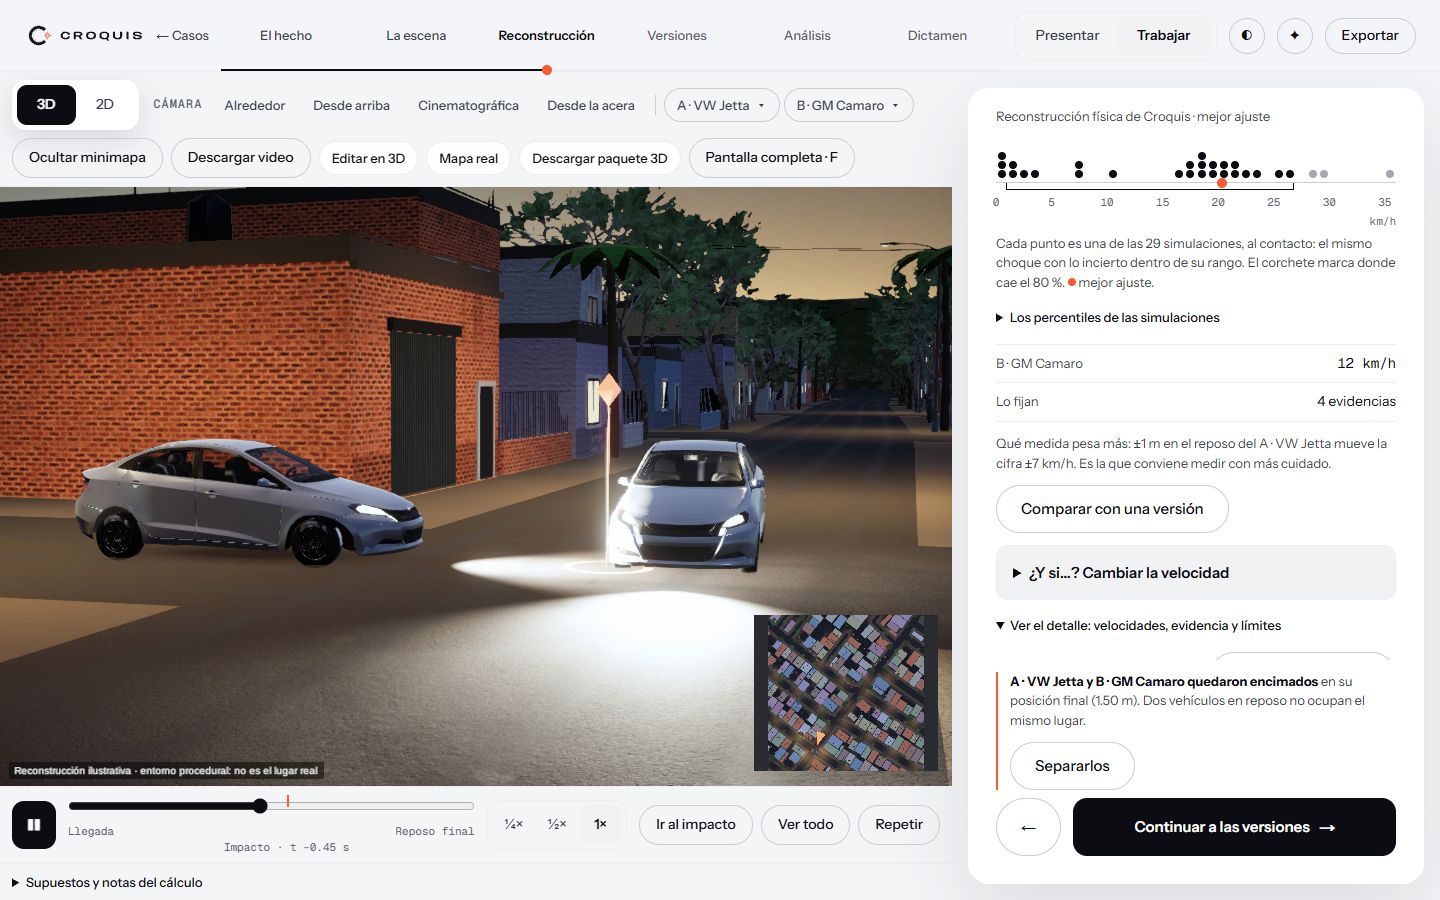 CROQUIS
← Casos
El hecho
La escena
Reconstrucción
Versiones
Análisis
Dictamen
Presentar
Trabajar
Exportar
3D
2D
CÁMARA
Alrededor
Desde arriba
Cinematográfica
Desde la acera
A · VW Jetta
B · GM Camaro
Ocultar minimapa
Descargar video
Editar en 3D
Mapa real
Descargar paquete 3D
Pantalla completa · F
Reconstrucción ilustrativa - entorno procedural: no es el lugar real
Llegada
Reposo final
Impacto · t −0.45 s
¼×
½×
1×
Ir al impacto
Ver todo
Repetir
Supuestos y notas del cálculo
Reconstrucción física de Croquis · mejor ajuste
0 5 10 15 20 25 30 35
km/h
Cada punto es una de las 29 simulaciones, al contacto: el mismo
choque con lo incierto dentro de su rango. El corchete marca donde
cae el 80 %. mejor ajuste.
Los percentiles de las simulaciones
B · GM Camaro 12 km/h
Lo fijan 4 evidencias
Qué medida pesa más: ±1 m en el reposo del A · VW Jetta mueve la
cifra ±7 km/h. Es la que conviene medir con más cuidado.
Comparar con una versión
¿Y si…? Cambiar la velocidad
Ver el detalle: velocidades, evidencia y límites
A · VW Jetta y B · GM Camaro quedaron encimados en su
posición final (1.50 m). Dos vehículos en reposo no ocupan el
mismo lugar.
Separarlos
←
Continuar a las versiones →